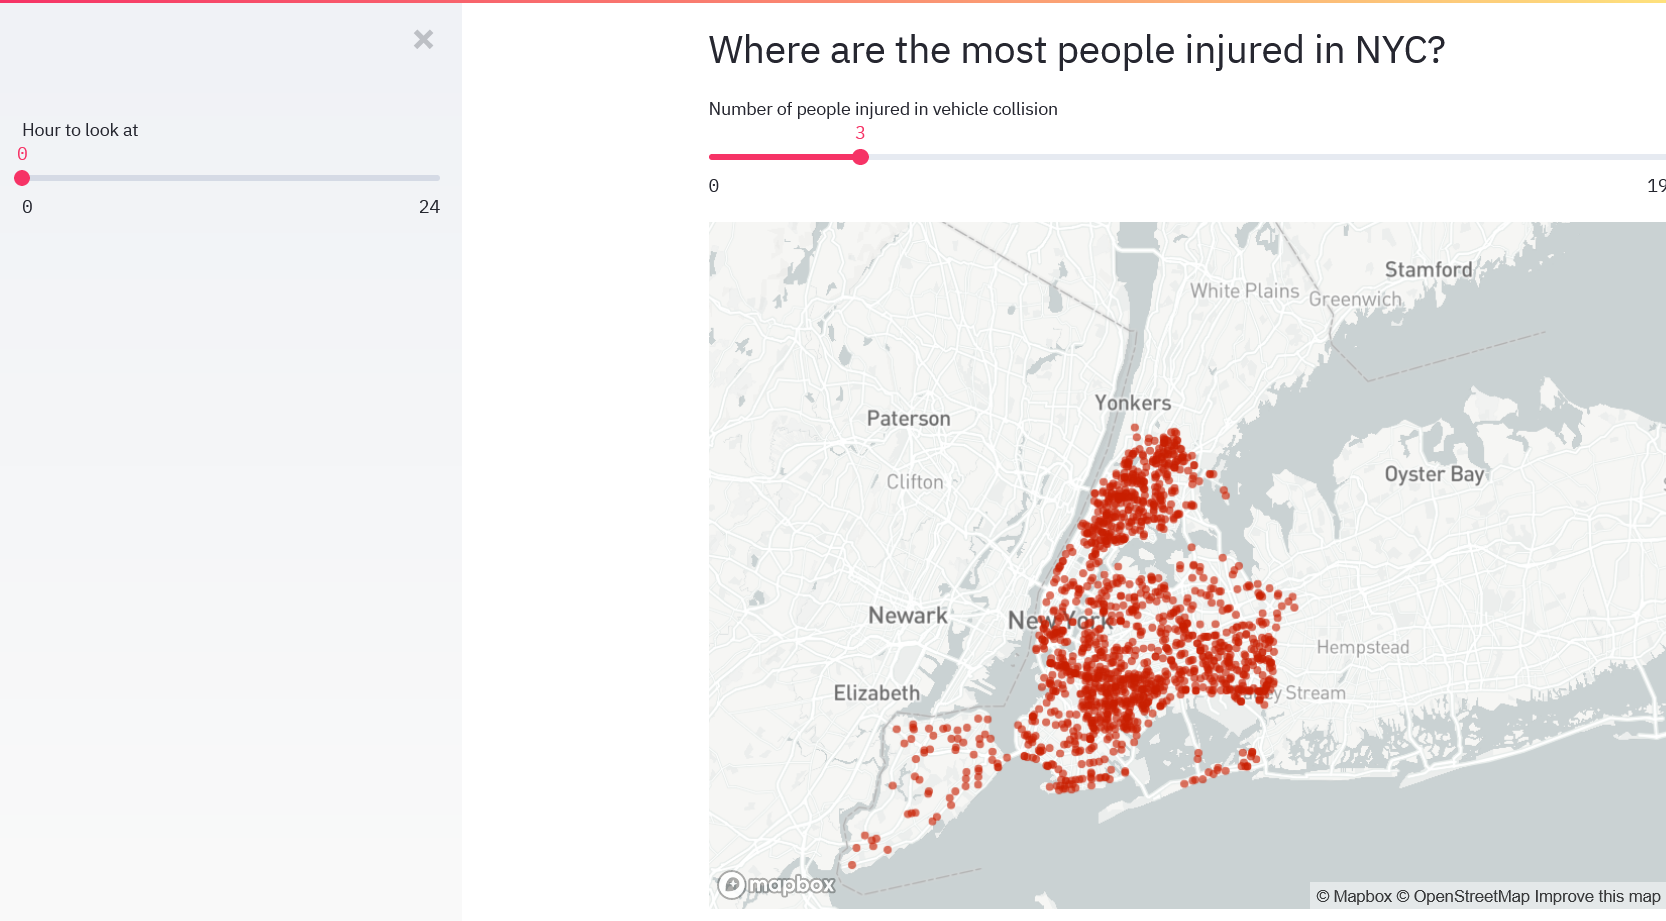 Where are the most people injured in NYC?
Hour to look at
0
0
24
Number of people injured in vehicle collision
3
0
19
Stamford
White Plains
Greenwich
Yonkers
Paterson
Clifton
Oyster Bay
Newark
New York
Hempstead
Elizabeth
Stream
mapbox
© Mapbox © OpenStreetMap Improve this map